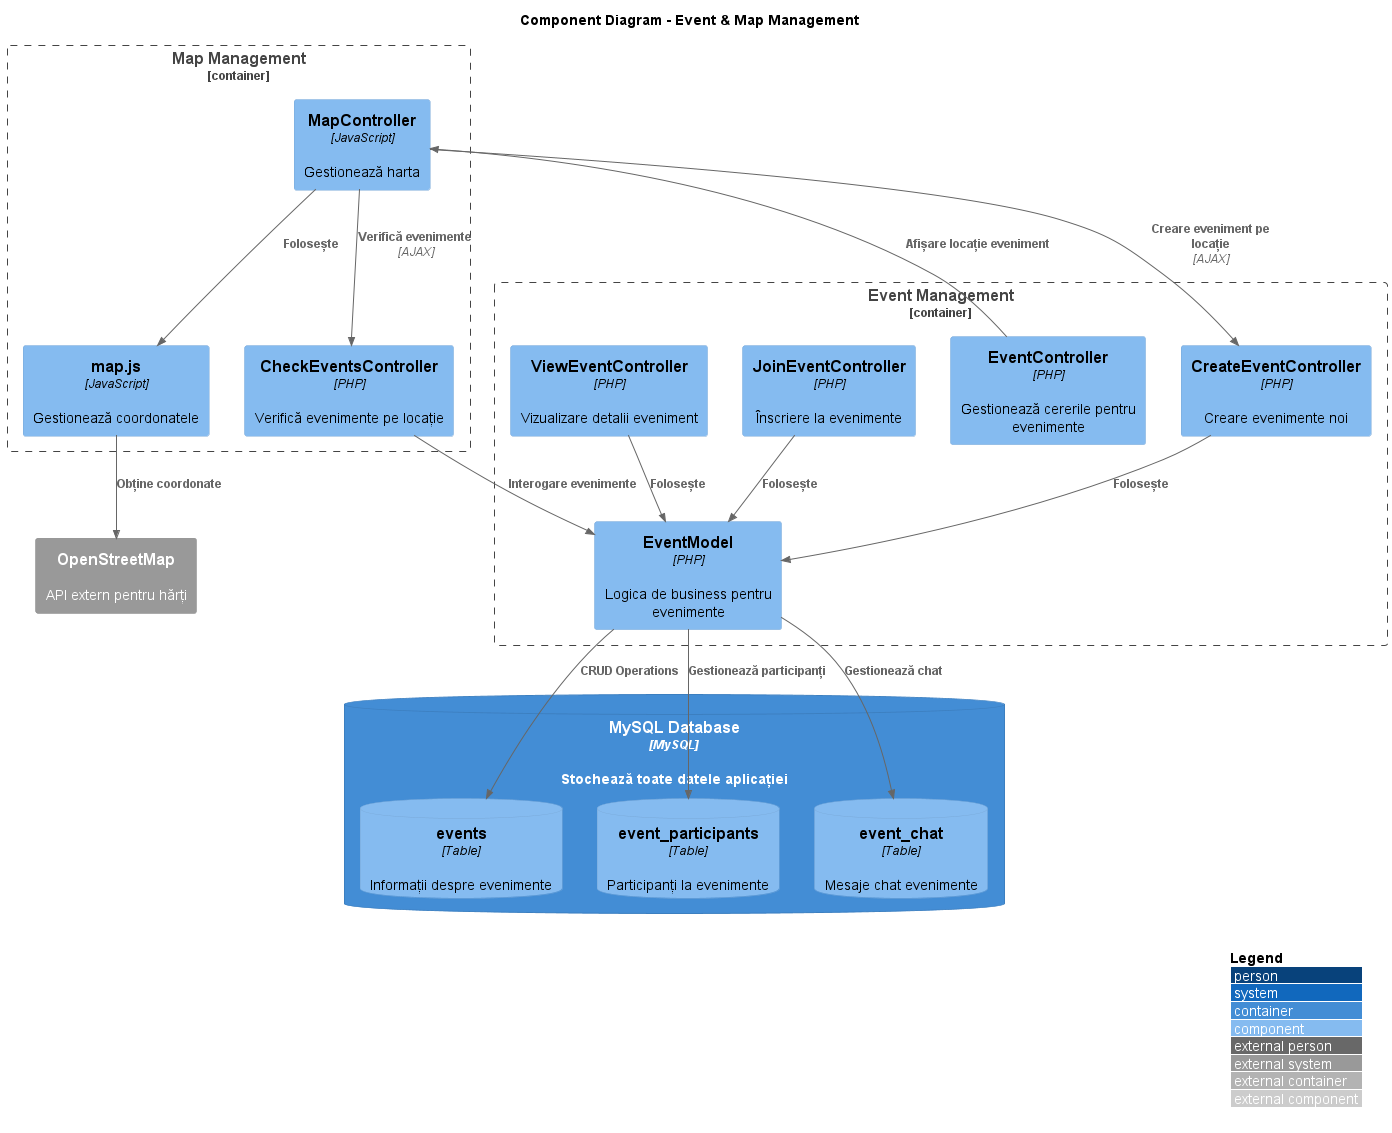 Component Diagram - Event & Map Management
Map Management
[container]
MapController
[JavaScript]
Gestionează harta
Folosește
Verifică evenimente
[AJAX]
Afișare locație eveniment
Creare eveniment pe
locație
[AJAX]
Event Management
[container]
map.js
[JavaScript]
Gestionează coordonatele
CheckEventsController
[PHP]
Verifică evenimente pe locație
ViewEventController
[PHP]
Vizualizare detalii eveniment
JoinEventController
[PHP]
Înscriere la evenimente
EventController
[PHP]
Gestionează cererile pentru
evenimente
CreateEventController
[PHP]
Creare evenimente noi
Obține coordonate
Interogare evenimente
Folosește
Folosește
Folosește
OpenStreetMap
API extern pentru hărți
EventModel
[PHP]
Logica de business pentru
evenimente
CRUD Operations
Gestionează participanți
Gestionează chat
MySQL Database
[MySQL]
Stochează toate datele aplicației
events
[Table]
Informații despre evenimente
event_participants
[Table]
Participanți la evenimente
event_chat
[Table]
Mesaje chat evenimente
Legend
person
system
container
component
external person
external system
external container
external component